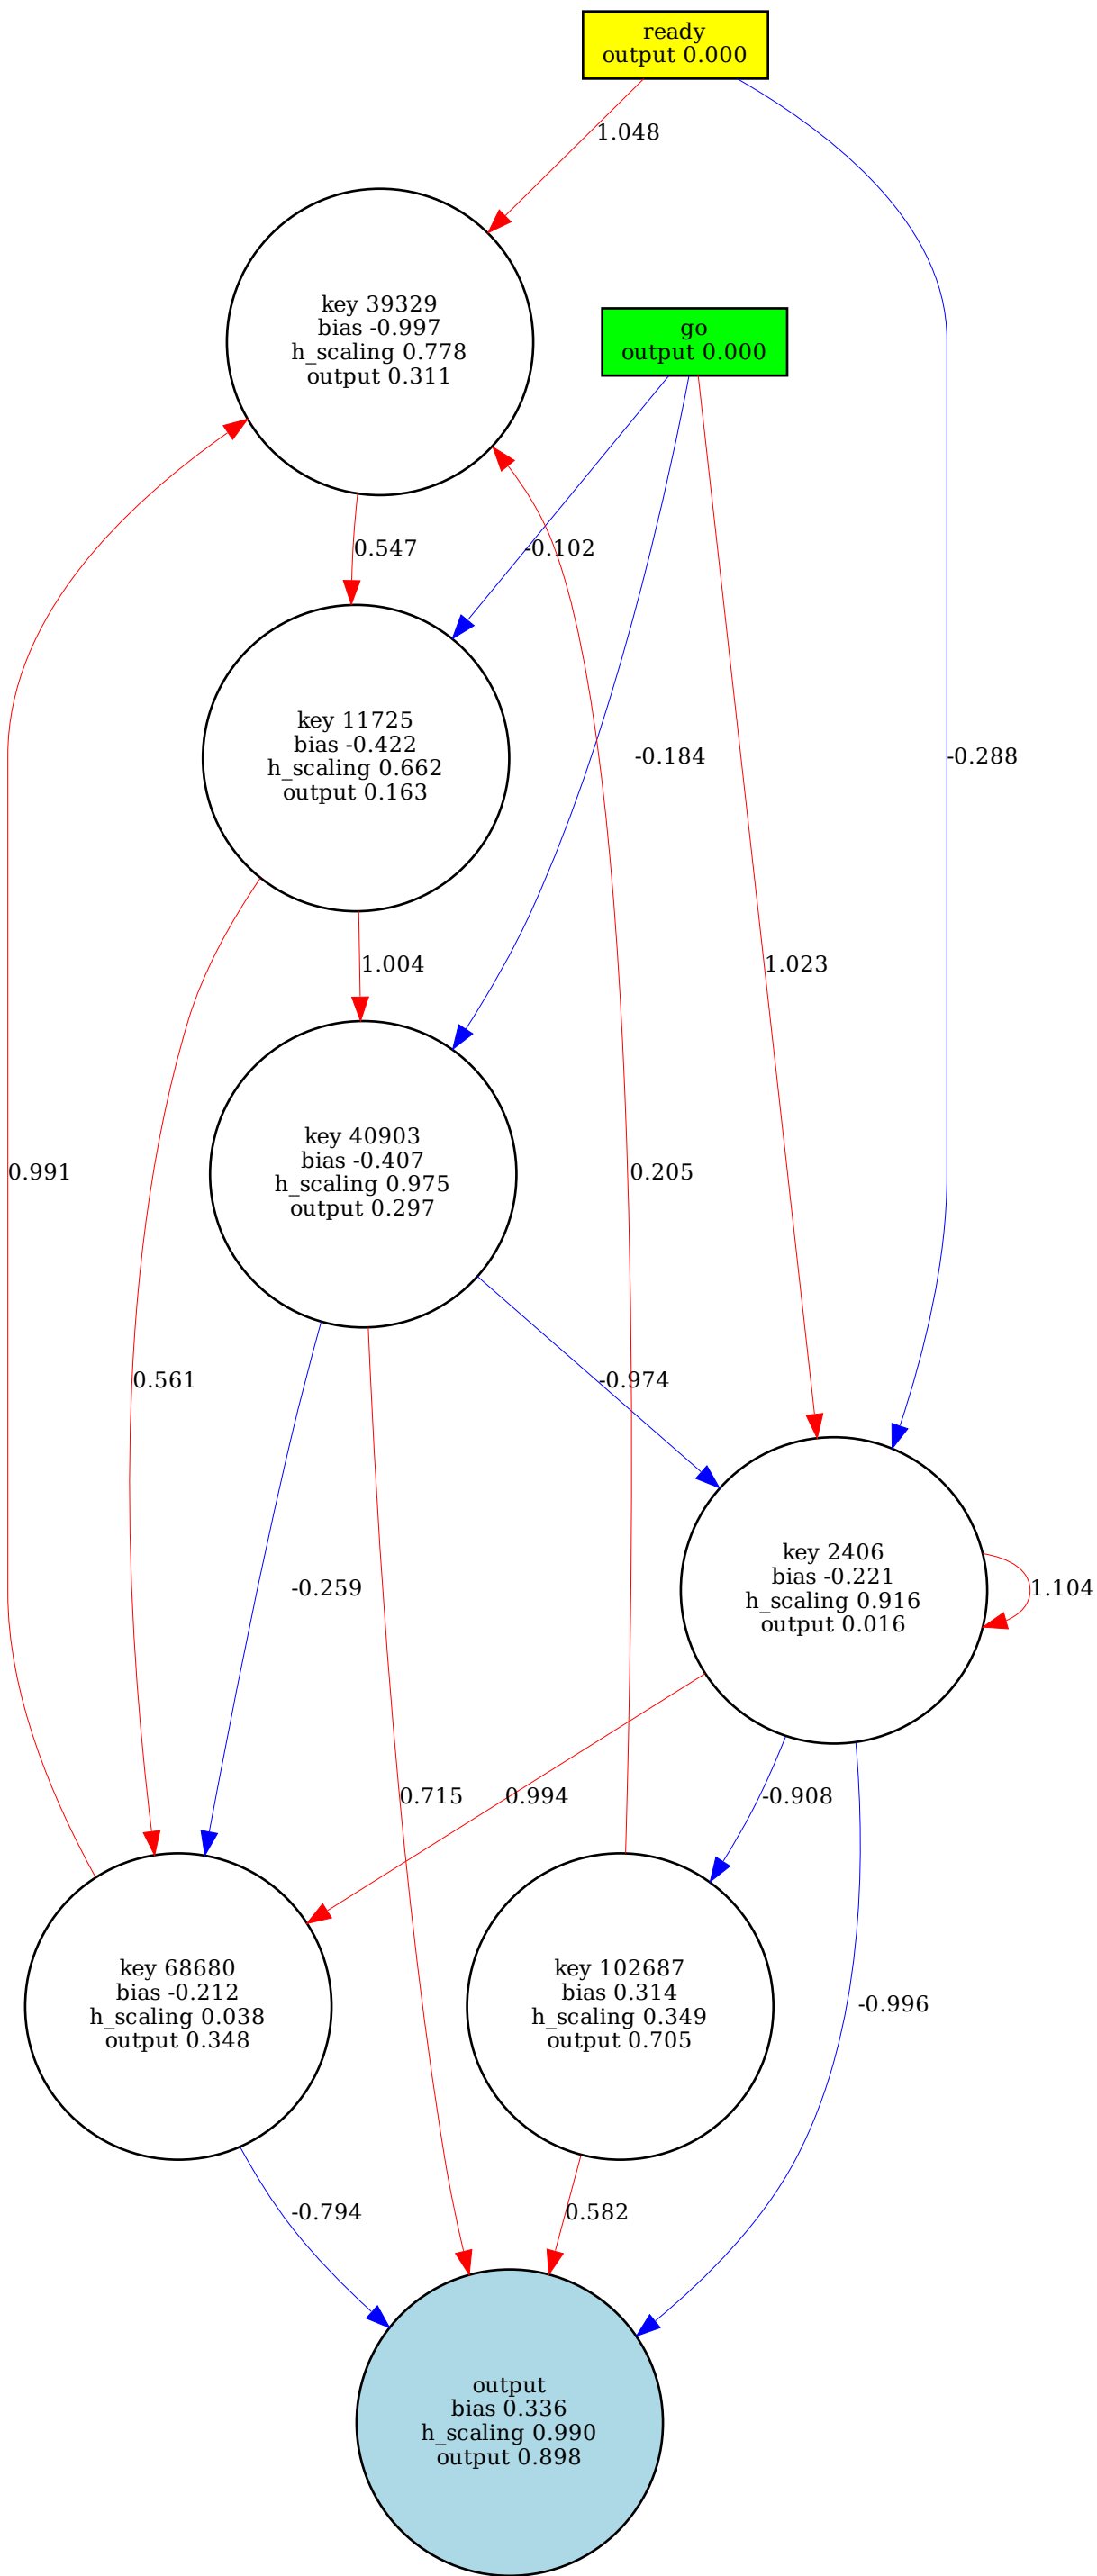 ready
output 0.000
1.048
key 39329
bias -0.997
h_scaling 0.778
output 0.311
go
output 0.000
0.547
-0.102
key 11725
bias -0.422
h_scaling 0.662
output 0.163
-0.184
-0.288
1.004
1.023
key 40903
bias -0.407
h_scaling 0.975
output 0.297
0.991
0.205
0.561
-0.974
key 2406
bias -0.221
h_scaling 0.916
output 0.016
-0.259
1.104
0.715
0.994
-0.908
key 68680
bias -0.212
h_scaling 0.038
output 0.348
key 102687
bias 0.314
h_scaling 0.349
output 0.705
-0.996
-0.794
0.582
output
bias 0.336
h_scaling 0.990
output 0.898